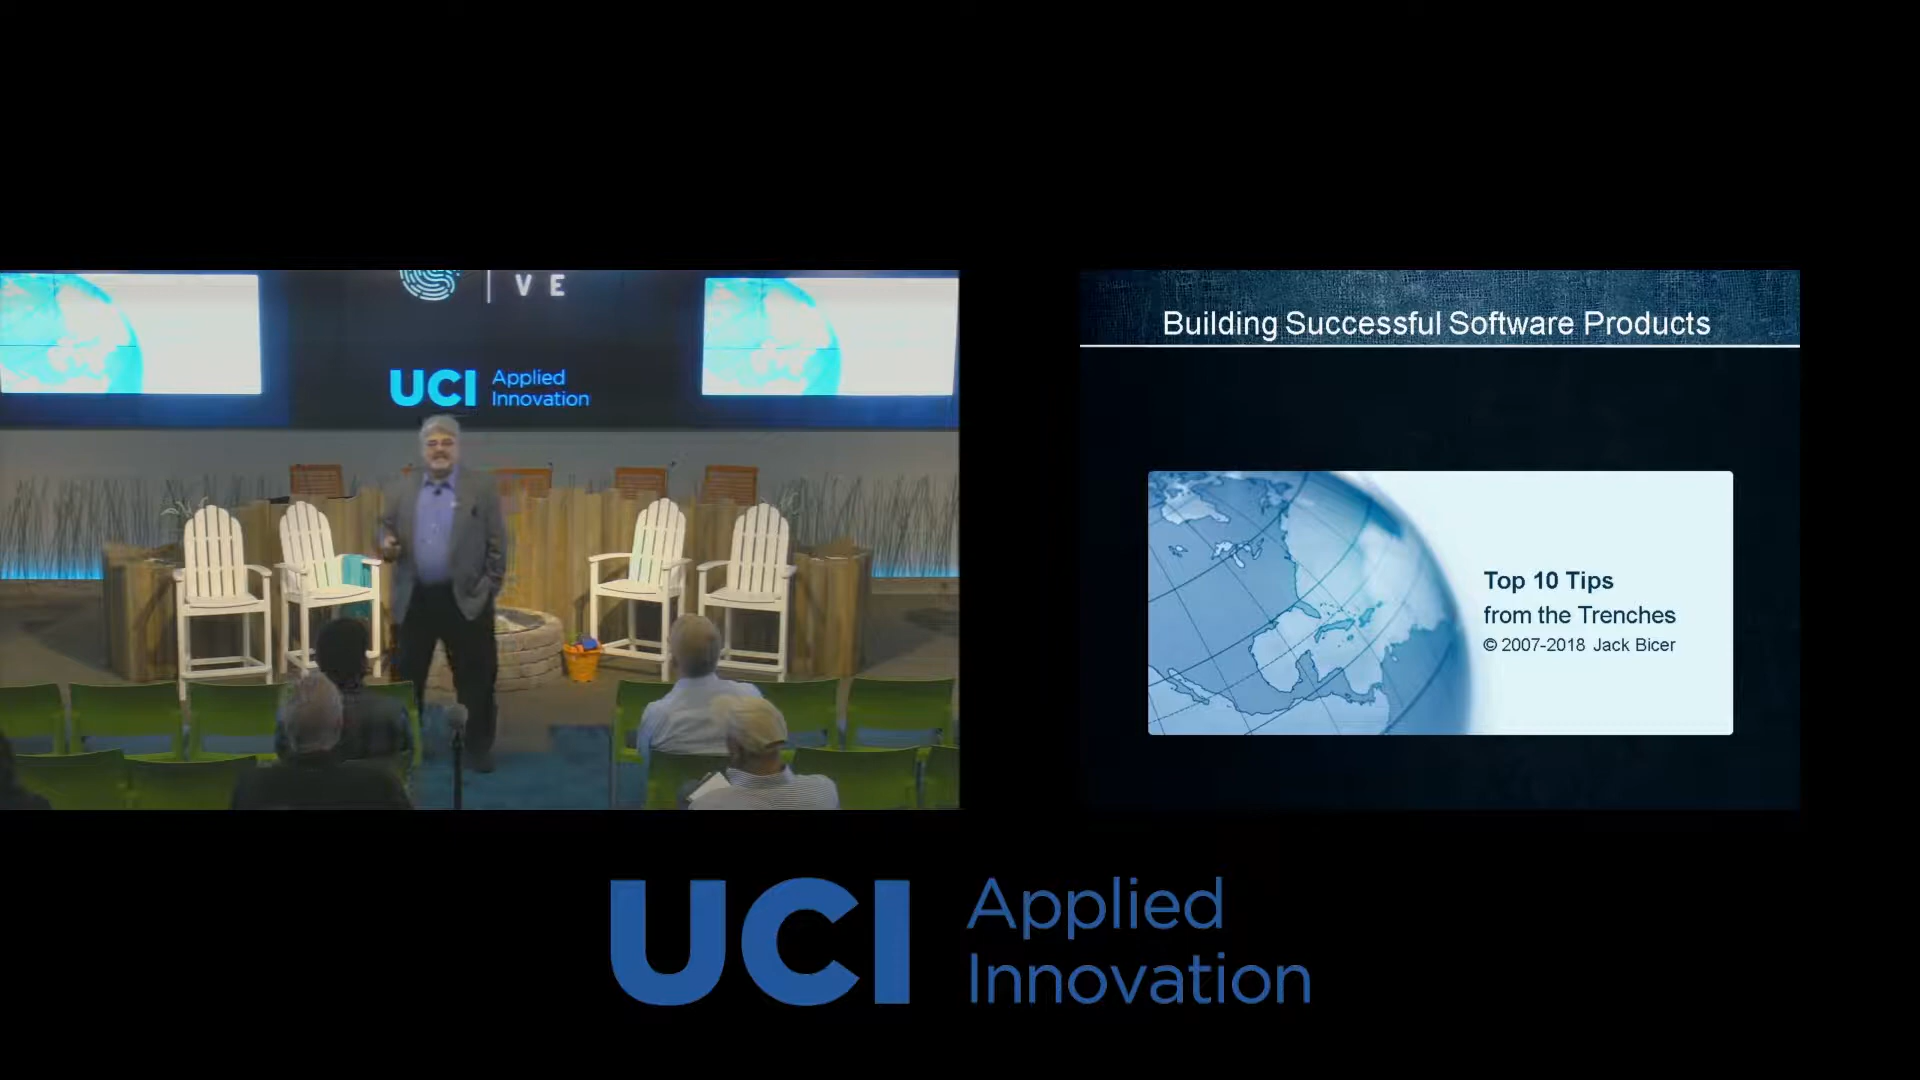 V E
UCI Applied
Innovation
Building Successful Software Products
Top 10 Tips
from the Trenches
© 2007-2018 Jack Bicer
UCI Applied
Innovation